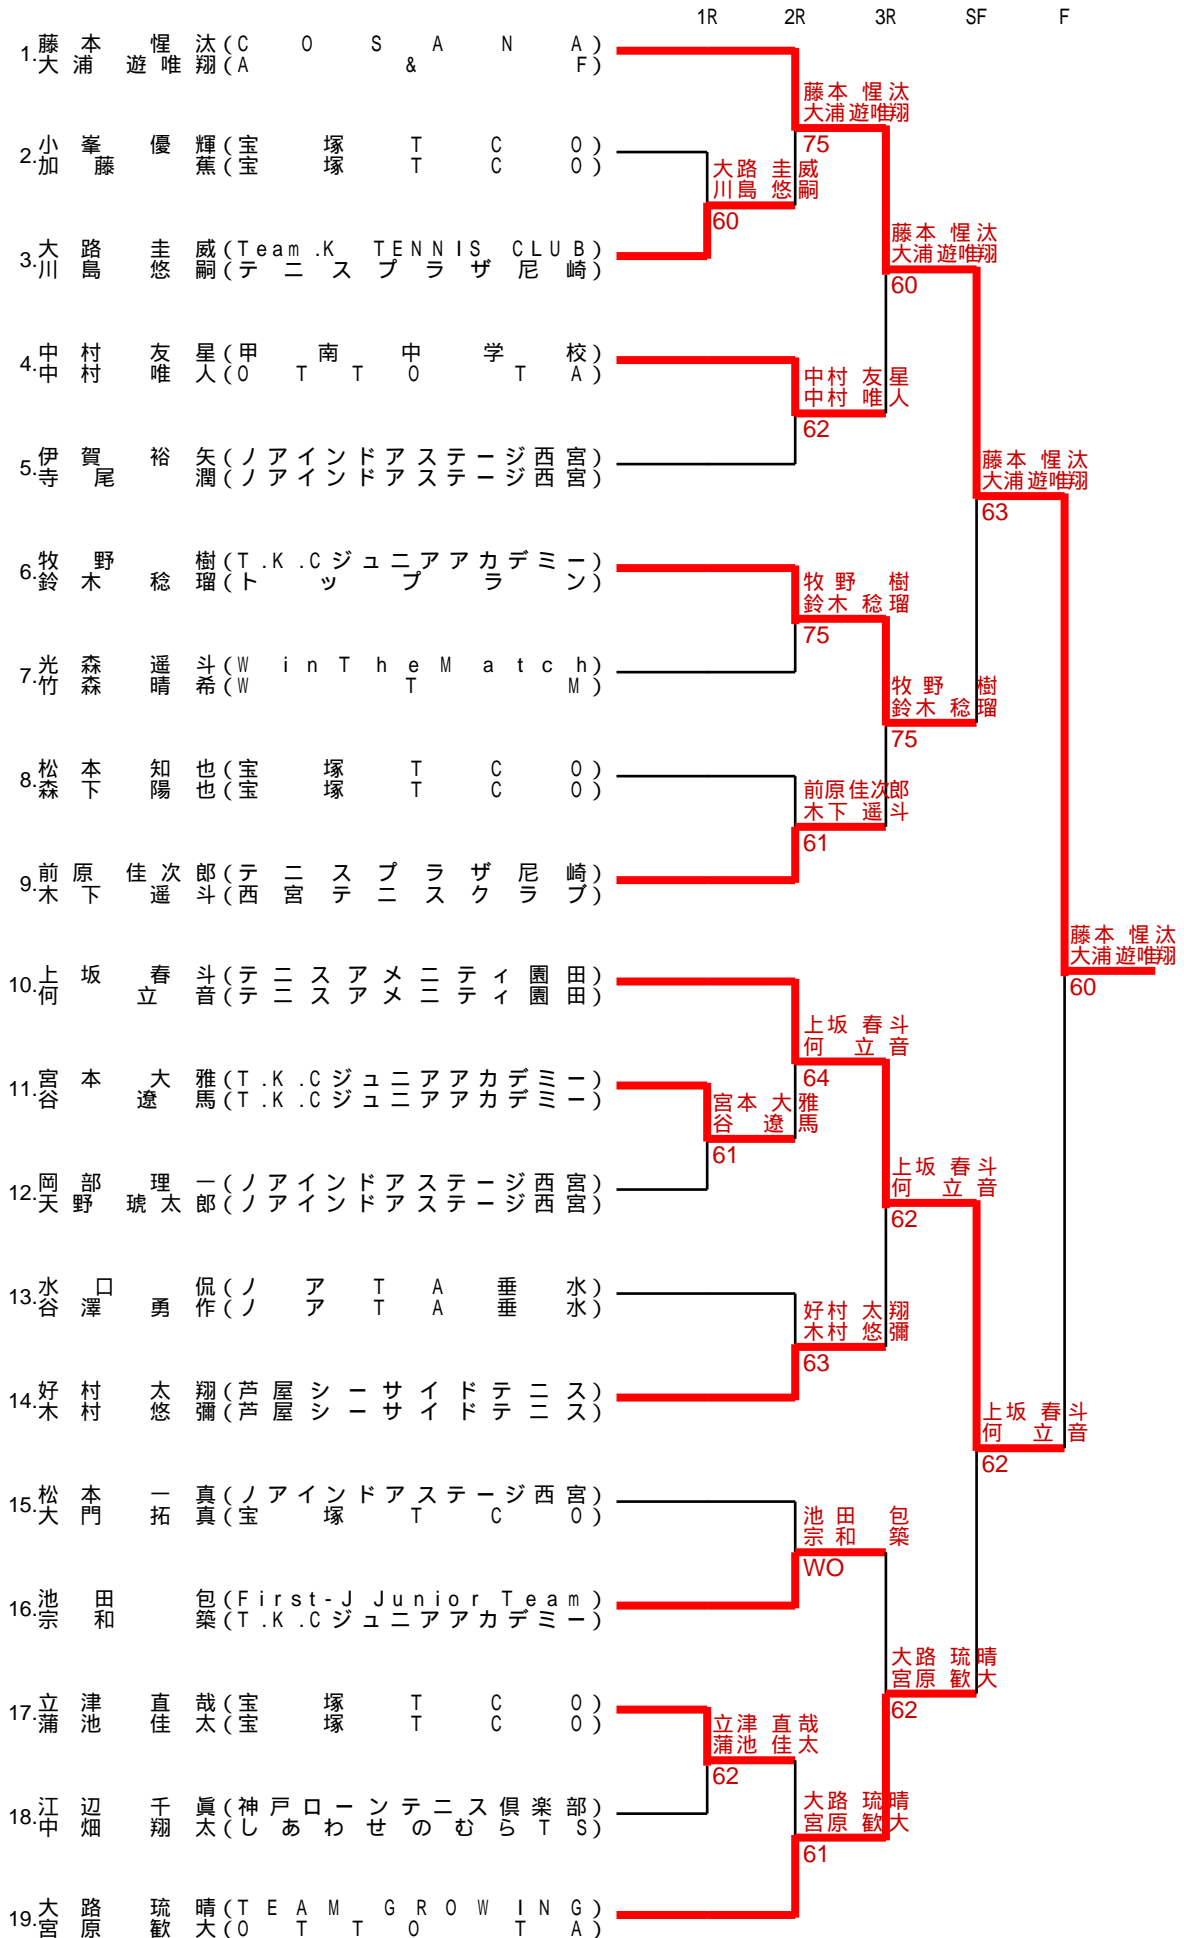 1R 2R 3R SF F
1. 藤本 惺汰(COSANA)
大浦 遊唯翔(A&F)
藤本 惺汰
大浦遊唯翔
75
2. 小峯 優輝(宝塚TCO)
加藤 蕉(宝塚TCO)
大路 圭威
川島 悠嗣
60
3. 大路 圭威(Team.K TENNIS CLUB)
川島 悠嗣(テニスプラザ尼崎)
藤本 惺汰
大浦遊唯翔
60
4. 中村 友星(甲南中学校)
中村 唯人(OTTO TA)
中村 友星
中村 唯人
62
5. 伊賀 裕矢(ノアインドアステージ西宮)
寺尾 潤(ノアインドアステージ西宮)
藤本 惺汰
大浦遊唯翔
63
6. 牧野 樹(T.K.Cジュニアアカデミー)
鈴木 稔瑠(トップラン)
牧野 樹
鈴木 稔瑠
75
7. 光森 遥斗(WinTheMatch)
竹森 晴希(WTM)
牧野 樹
鈴木 稔瑠
75
8. 松本 知也(宝塚TCO)
森下 陽也(宝塚TCO)
前原佳次郎
木下 遥斗
61
9. 前原 佳次郎(テニスプラザ尼崎)
木下 遥斗(西宮テニスクラブ)
藤本 惺汰
大浦遊唯翔
60
10. 上坂 春斗(テニスアメニティ園田)
何 立音(テニスアメニティ園田)
上坂 春斗
何 立音
64
11. 宮本 大雅(T.K.Cジュニアアカデミー)
谷 遼馬(T.K.Cジュニアアカデミー)
宮本 大雅
谷 遼馬
61
12. 岡部 理一(ノアインドアステージ西宮)
天野 琥太郎(ノアインドアステージ西宮)
上坂 春斗
何 立音
62
13. 水口 侃(ノアTA垂水)
谷澤 勇作(ノアTA垂水)
好村 太翔
木村 悠彌
63
14. 好村 太翔(芦屋シーサイドテニス)
木村 悠彌(芦屋シーサイドテニス)
上坂 春斗
何 立音
62
15. 松本 一真(ノアインドアステージ西宮)
大門 拓真(宝塚TCO)
池田 包
宗和 築
WO
16. 池田 包(First-J Junior Team)
宗和 築(T.K.Cジュニアアカデミー)
大路 琉晴
宮原 歓大
62
17. 立津 直哉(宝塚TCO)
蒲池 佳太(宝塚TCO)
立津 直哉
蒲池 佳太
62
18. 江辺 千眞(神戸ローンテニス倶楽部)
中畑 翔太(しあわせのむらTS)
大路 琉晴
宮原 歓大
61
19. 大路 琉晴(TEAM GROWING)
宮原 歓大(OTTO TA)